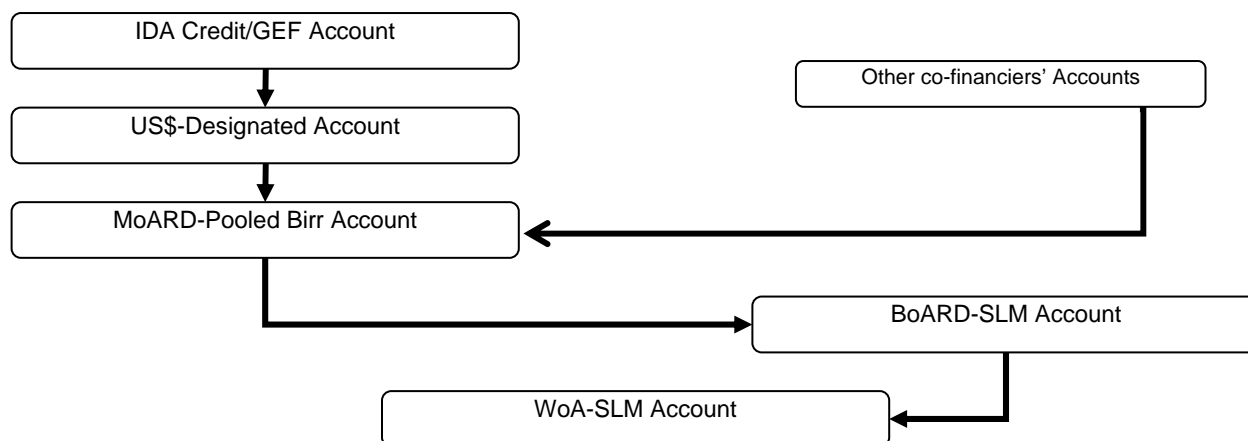 IDA Credit/GEF Account
Other co-financiers’ Accounts
US$-Designated Account
MoARD-Pooled Birr Account
BoARD-SLM Account
WoA-SLM Account